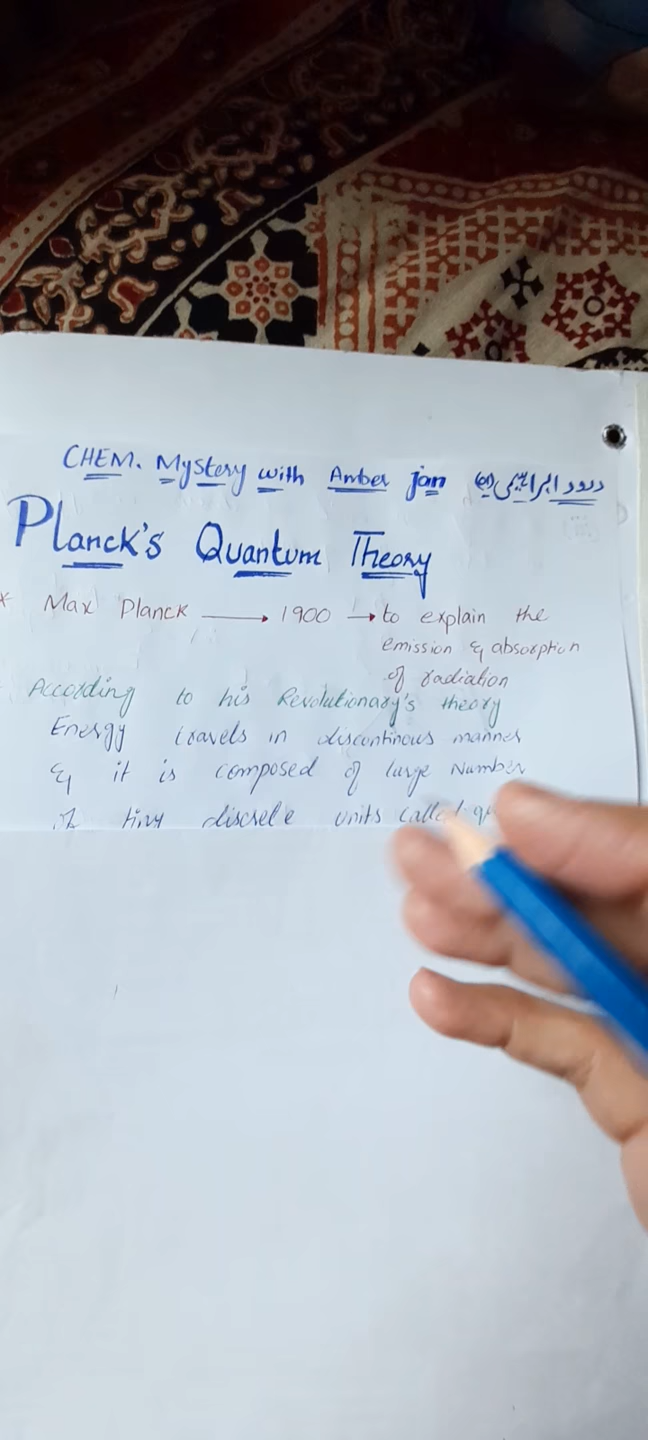 CHEM. Mystery with Amber jan درود ابراہیمی
Planck's Quantum Theory
* Max Planck → 1900 → to explain the
emission & absorption
of radiation
According to his Revolutionary's theory
Energy travels in discontinous manner
& it is composed of large Number
of tiny discrete units called